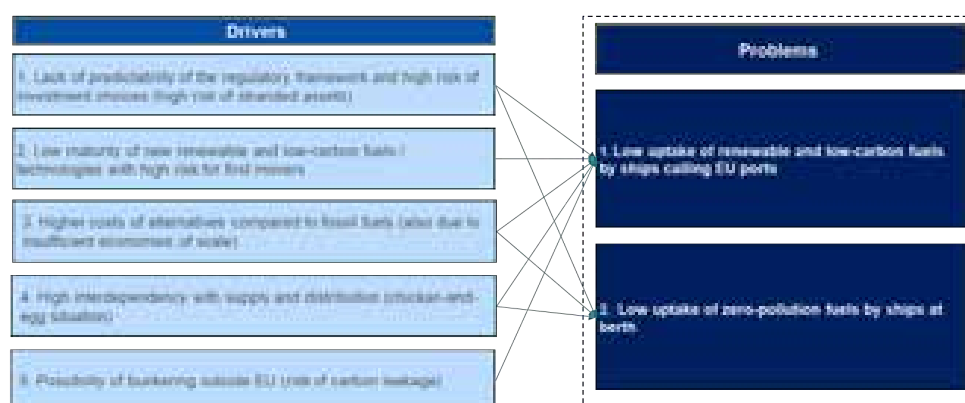 Drivers
1. Lack of predictability of the regulatory framework and high risk of
investment choices (high risk of stranded assets)
2. Low maturity of new renewable and low-carbon fuels /
technologies with high risk for first movers
3. Higher costs of alternatives compared to fossil fuels (also due to
insufficient economies of scale)
4. High interdependency with supply and distribution (chicken-and-
egg situation)
5. Possibility of bunkering outside EU (risk of carbon leakage)
Problems
1. Low uptake of renewable and low-carbon fuels
by ships calling EU ports
2. Low uptake of zero-pollution fuels by ships at
berth